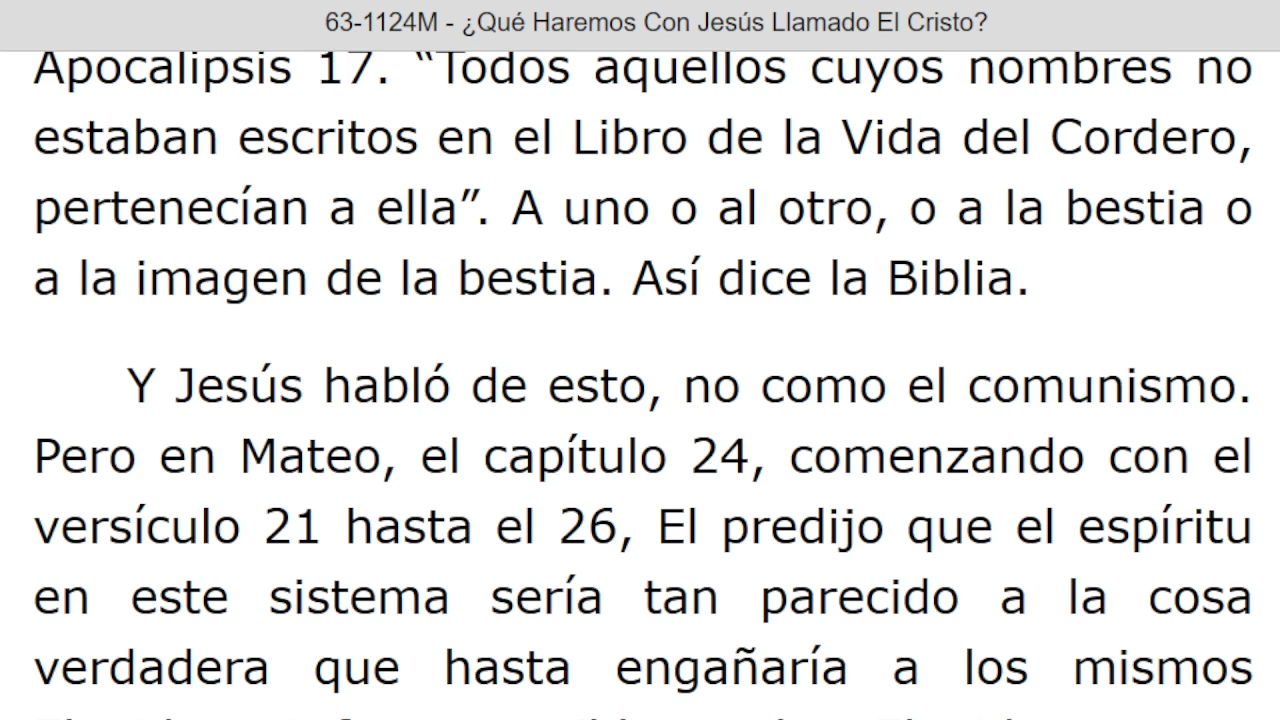 63-1124M - ¿Qué Haremos Con Jesús Llamado El Cristo?
Apocalipsis 17. “Todos aquellos cuyos nombres no
estaban escritos en el Libro de la Vida del Cordero,
pertenecían a ella”. A uno o al otro, o a la bestia o
a la imagen de la bestia. Así dice la Biblia.
Y Jesús habló de esto, no como el comunismo.
Pero en Mateo, el capítulo 24, comenzando con el
versículo 21 hasta el 26, El predijo que el espíritu
en este sistema sería tan parecido a la cosa
verdadera que hasta engañaría a los mismos